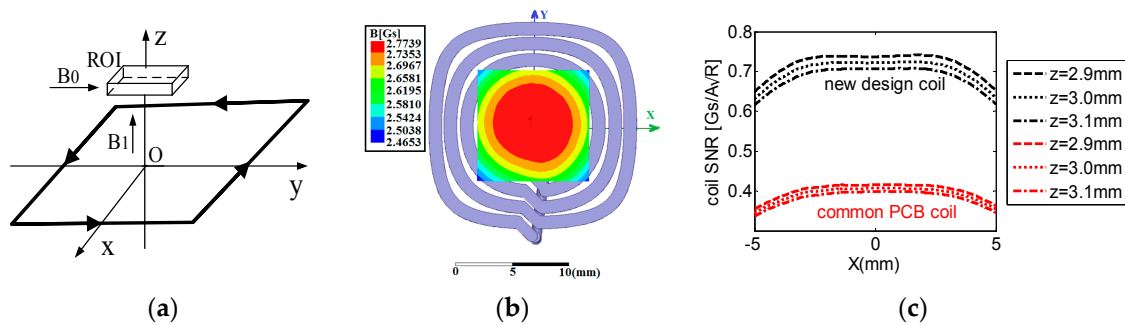 z
ROI
B0
B1
O
y
x
(a)
B[Gs]
2.7739
2.7353
2.6967
2.6581
2.6195
2.5810
2.5424
2.5038
2.4653
Y
X
0 5 10(mm)
(b)
coil SNR [Gs/A√R]
0.8
0.7
0.6
0.5
0.4
new design coil
common PCB coil
-5 0 5
X(mm)
z=2.9mm
z=3.0mm
z=3.1mm
z=2.9mm
z=3.0mm
z=3.1mm
(c)